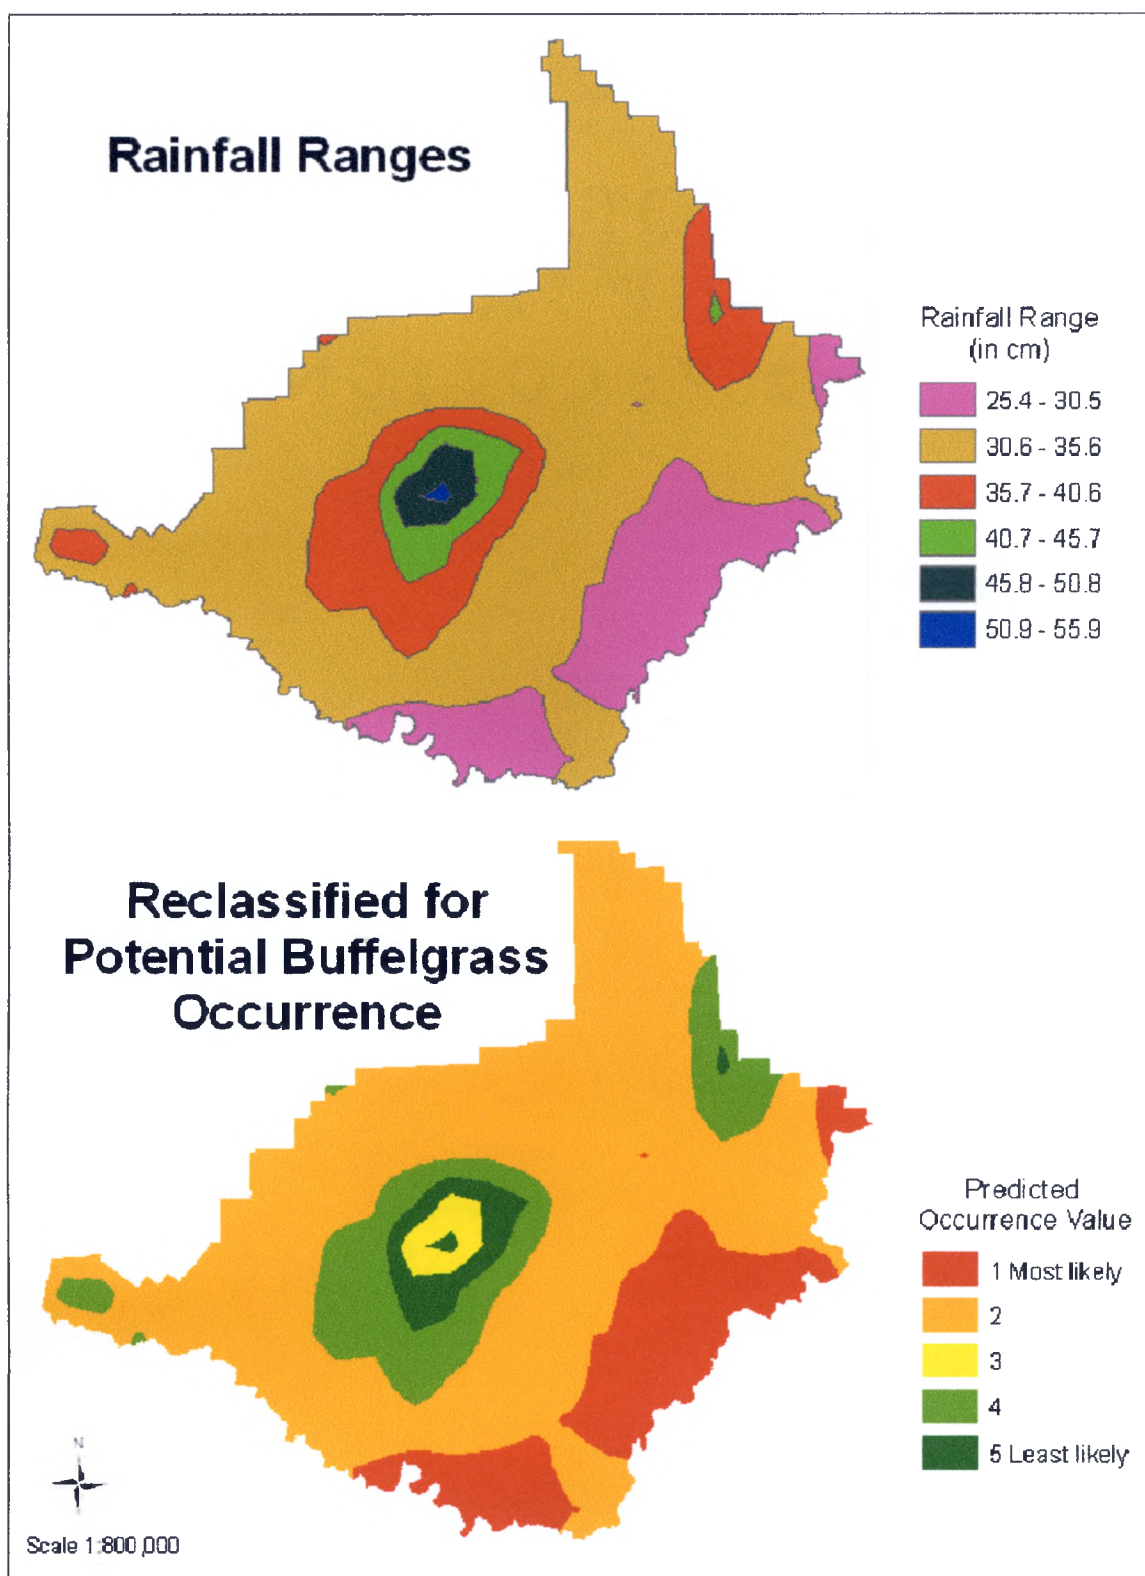 Rainfall Ranges
Rainfall Range
(in cm)
25.4 - 30.5
30.6 - 35.6
35.7 - 40.6
40.7 - 45.7
45.8 - 50.8
50.9 - 55.9
Reclassified for
Potential Buffelgrass
Occurrence
Predicted
Occurrence Value
1 Most likely
2
3
4
5 Least likely
N
Scale 1:800,000